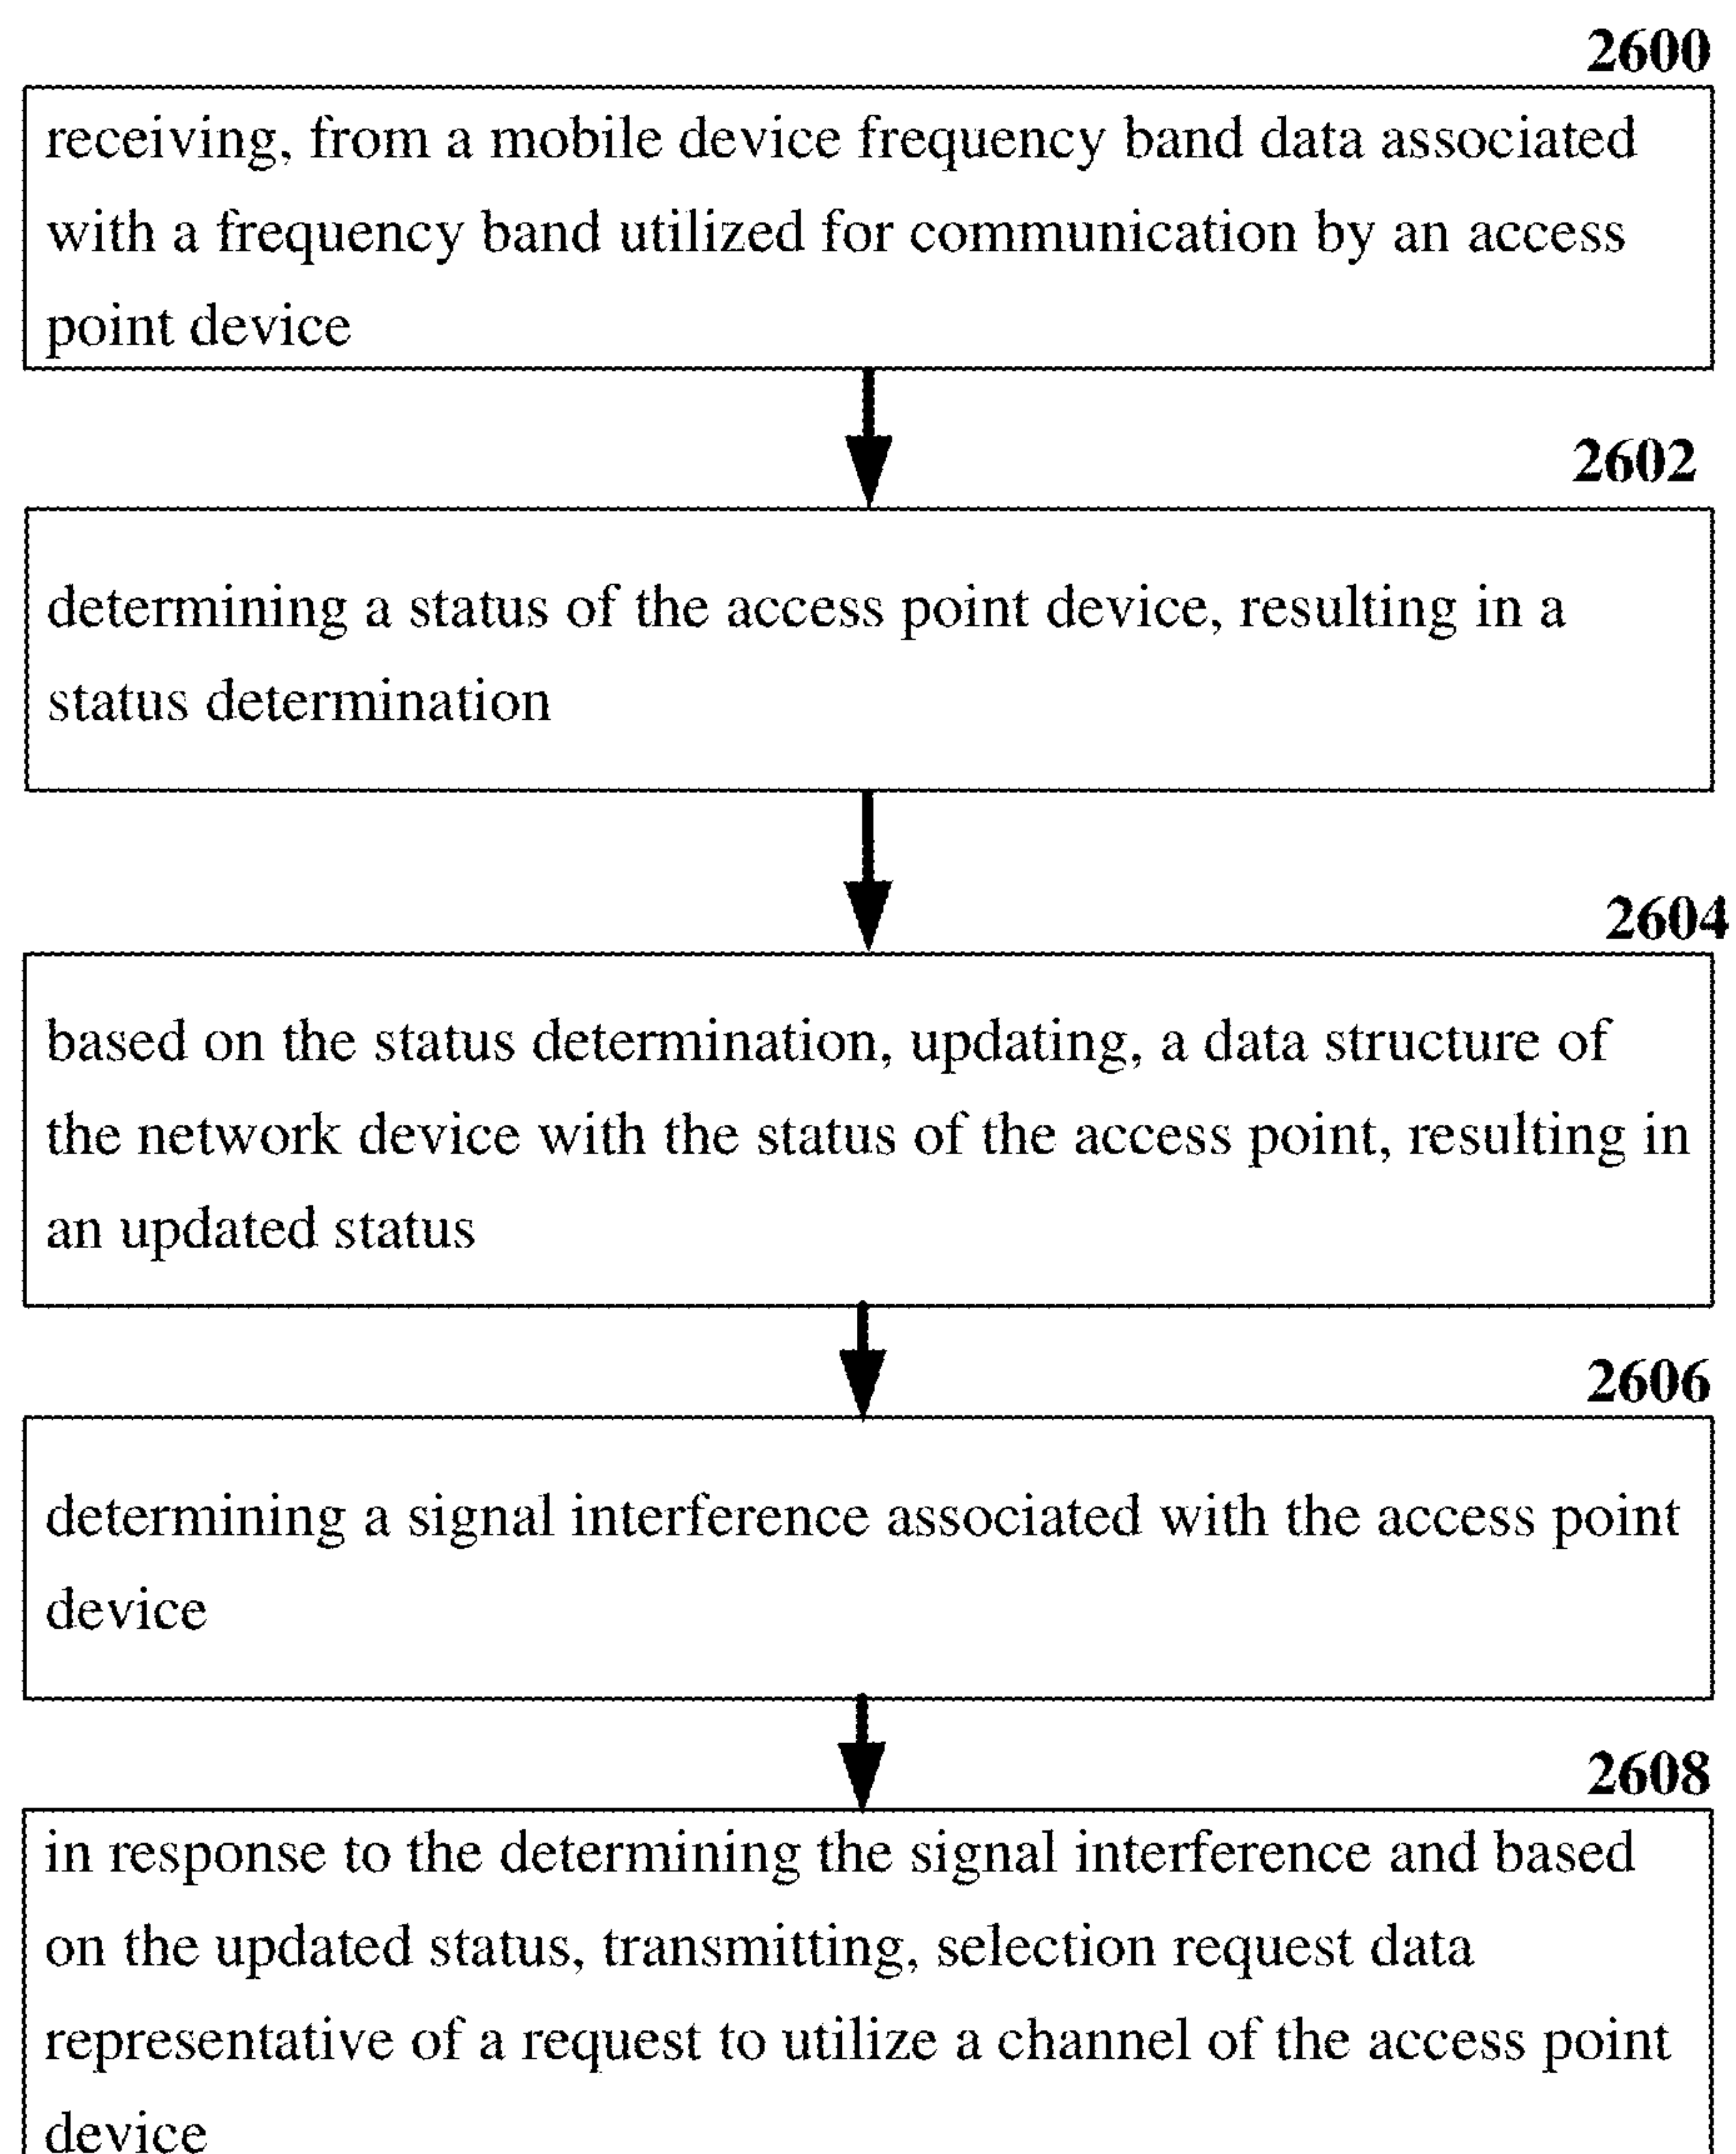 2600
receiving, from a mobile device frequency band data associated
with a frequency band utilized for communication by an access
point device
2602
determining a status of the access point device, resulting in a
status determination
2604
based on the status determination, updating, a data structure of
the network device with the status of the access point, resulting in
an updated status
2606
determining a signal interference associated with the access point
device
2608
in response to the determining the signal interference and based
on the updated status, transmitting, selection request data
representative of a request to utilize a channel of the access point
device